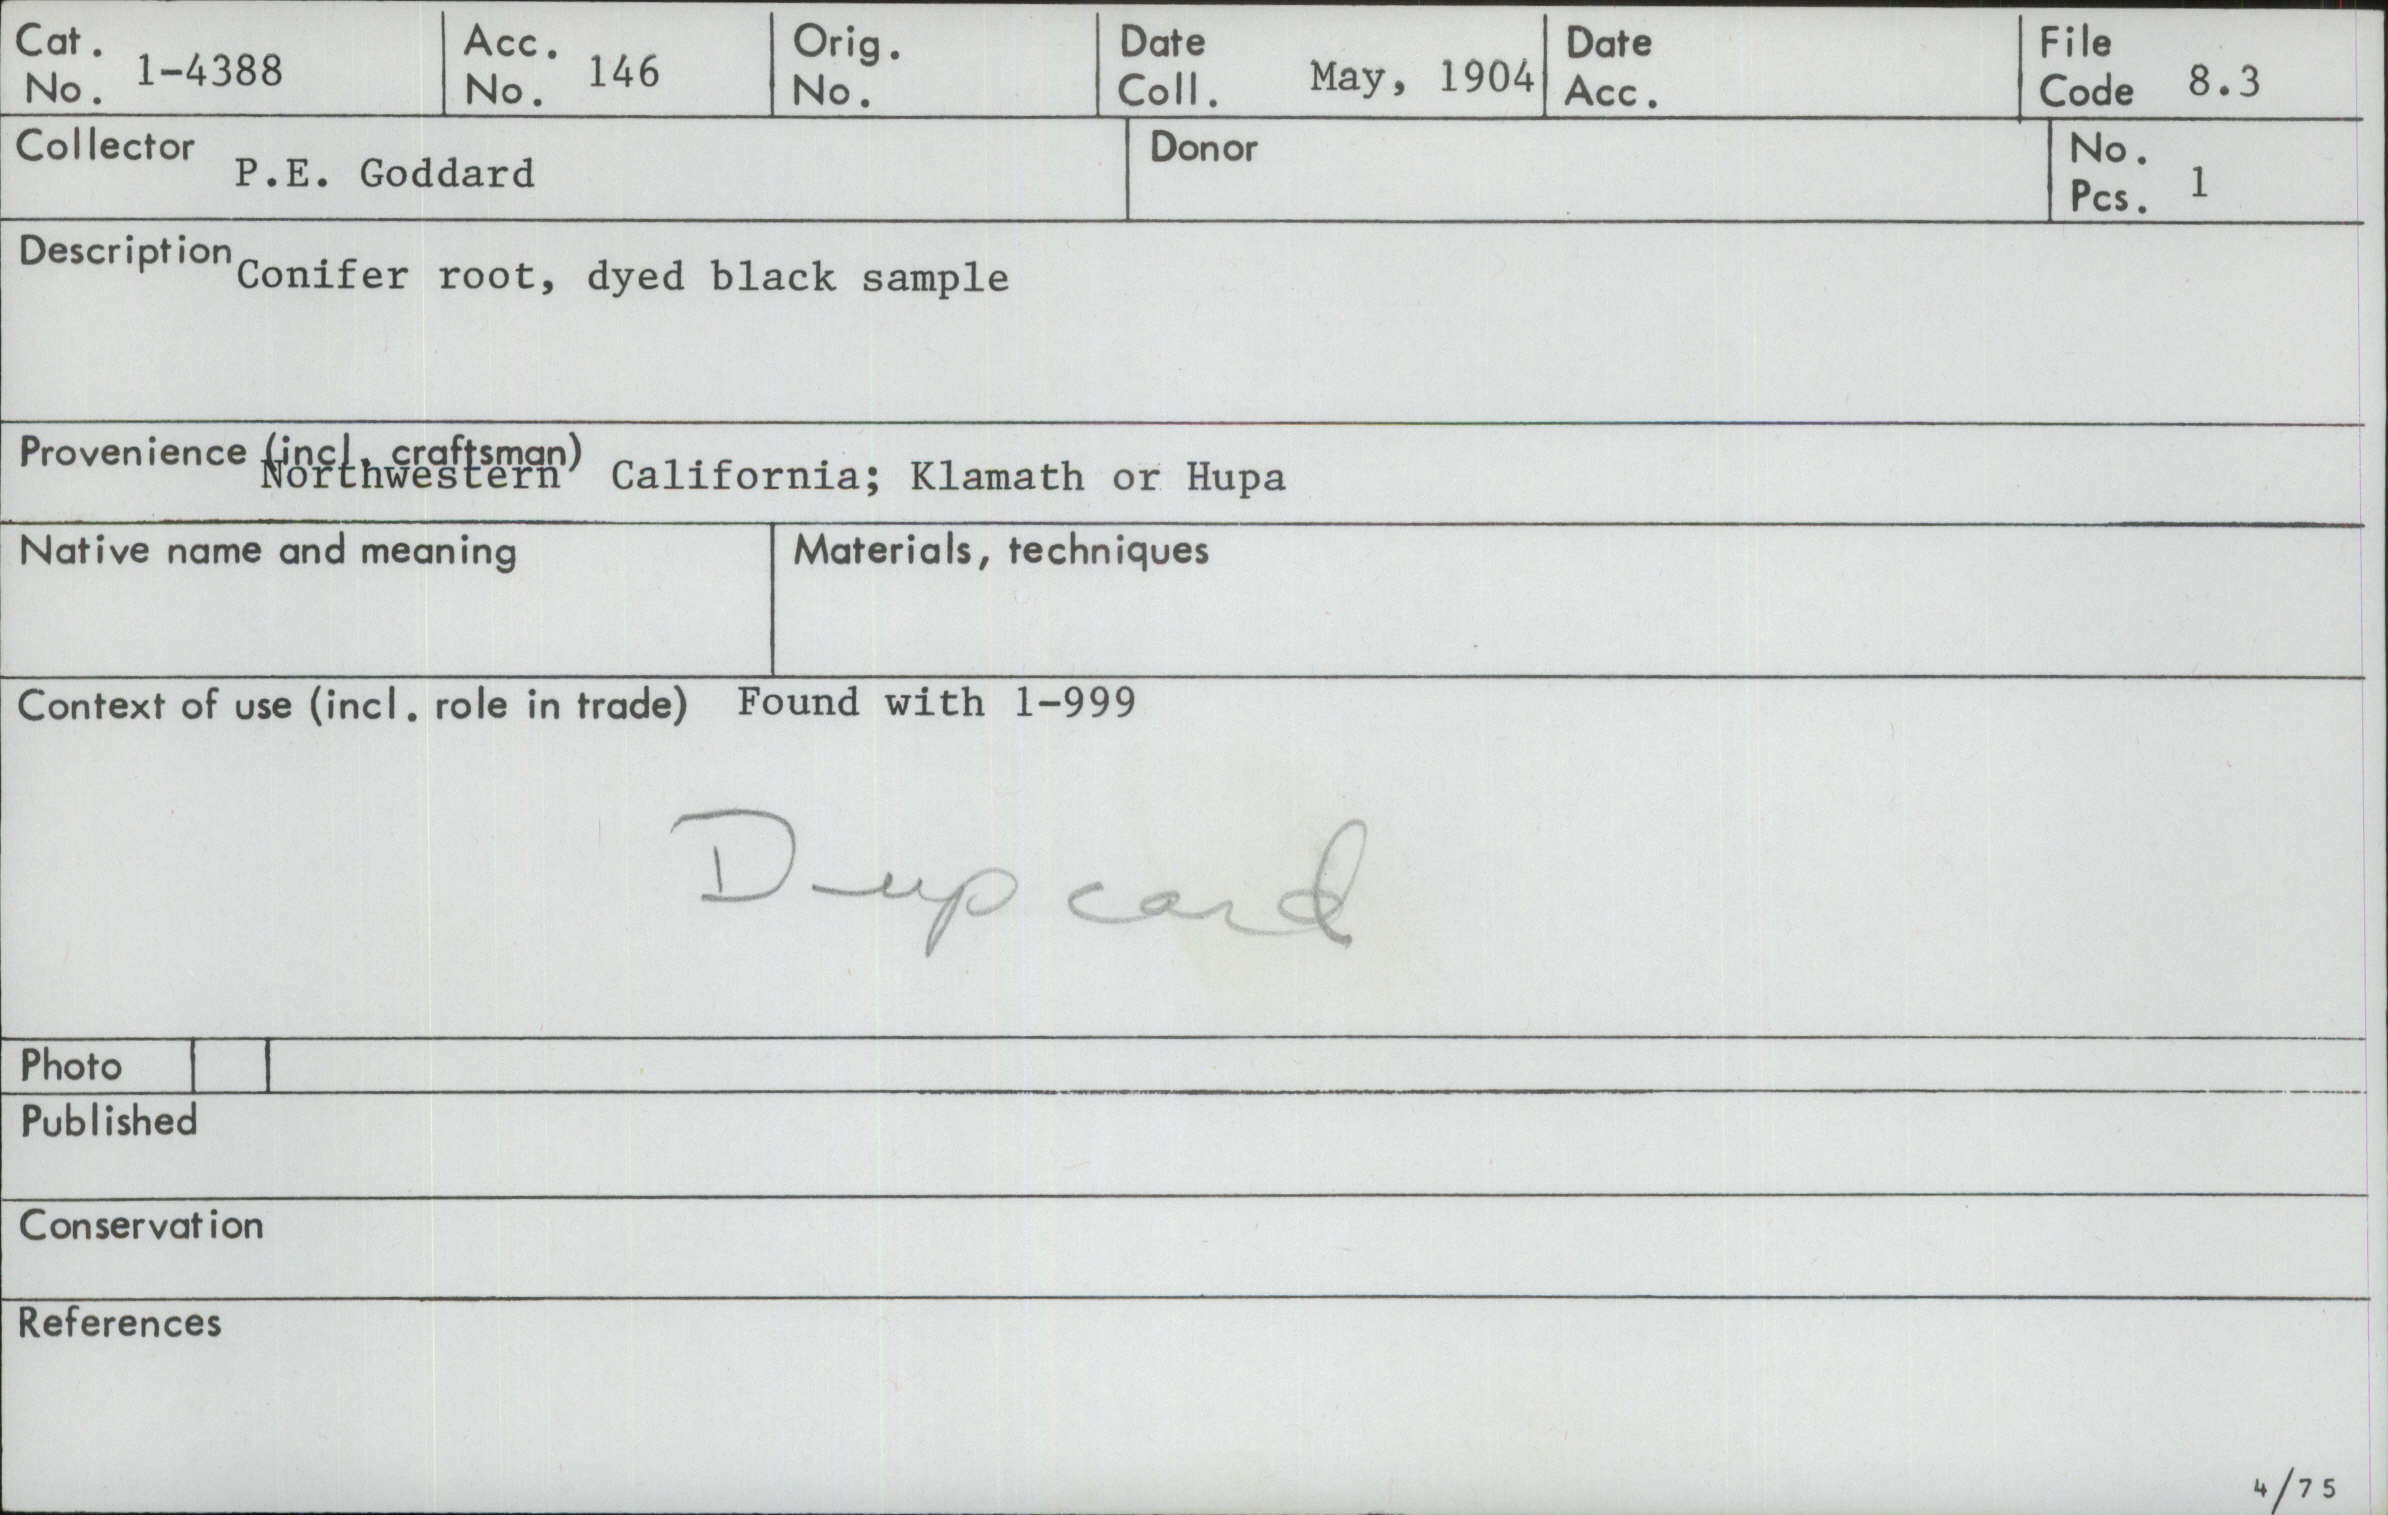 Cat. No. 1-4388 Acc. No. 146 Orig. No. Date Coll. May, 1904 Date Acc. File Code 8.3
Collector P.E. Goddard Donor No. Pcs. 1
Description Conifer root, dyed black sample
Provenience (incl. craftsman) Northwestern California; Klamath or Hupa
Native name and meaning Materials, techniques
Context of use (incl. role in trade) Found with 1-999
Dup card
Photo
Published
Conservation
References
4/75